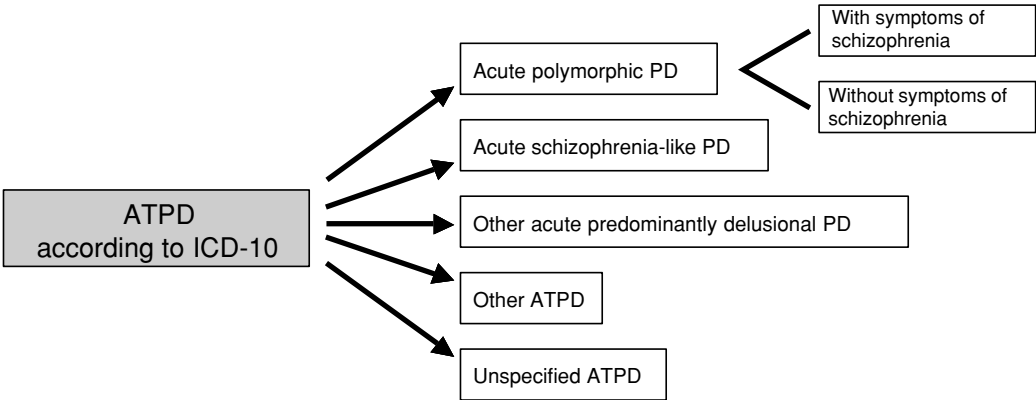 ATPD
according to ICD-10
Acute polymorphic PD
With symptoms of
schizophrenia
Without symptoms of
schizophrenia
Acute schizophrenia-like PD
Other acute predominantly delusional PD
Other ATPD
Unspecified ATPD